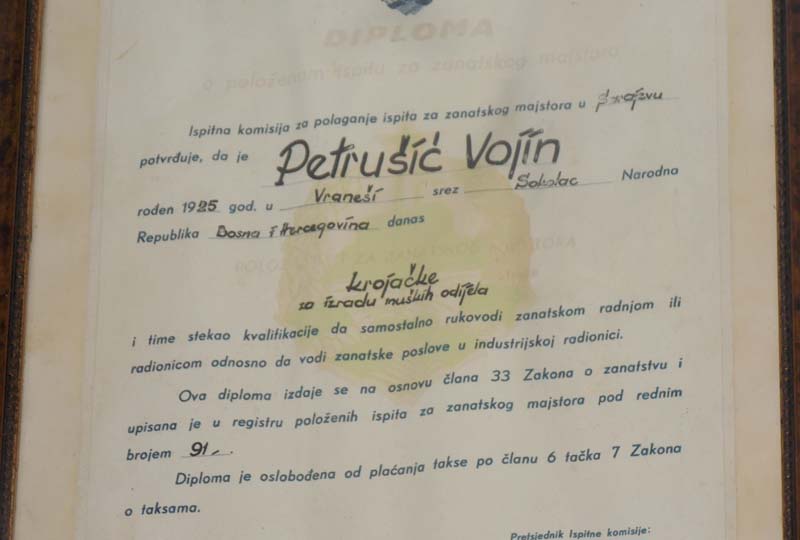 DIPLOMA
o položenom ispitu za zanatskog majstora
Ispitna komisija za polaganje ispita za zanatskog majstora u Sarajevu
potvrđuje, da je Petrušić Vojin
rođen 1925 god. u Vraneši srez Sokolac Narodna
Republika Bosna i Hercegovina danas
krojačke
za izradu muških odijela
i time stekao kvalifikacije da samostalno rukovodi zanatskom radnjom ili
radionicom odnosno da vodi zanatske poslove u industrijskoj radionici.
Ova diploma izdaje se na osnovu člana 33 Zakona o zanatstvu i
upisana je u registru položenih ispita za zanatskog majstora pod rednim
brojem 91.
Diploma je oslobođena od plaćanja takse po članu 6 tačka 7 Zakona
o taksama.
Pretsjednik Ispitne komisije: